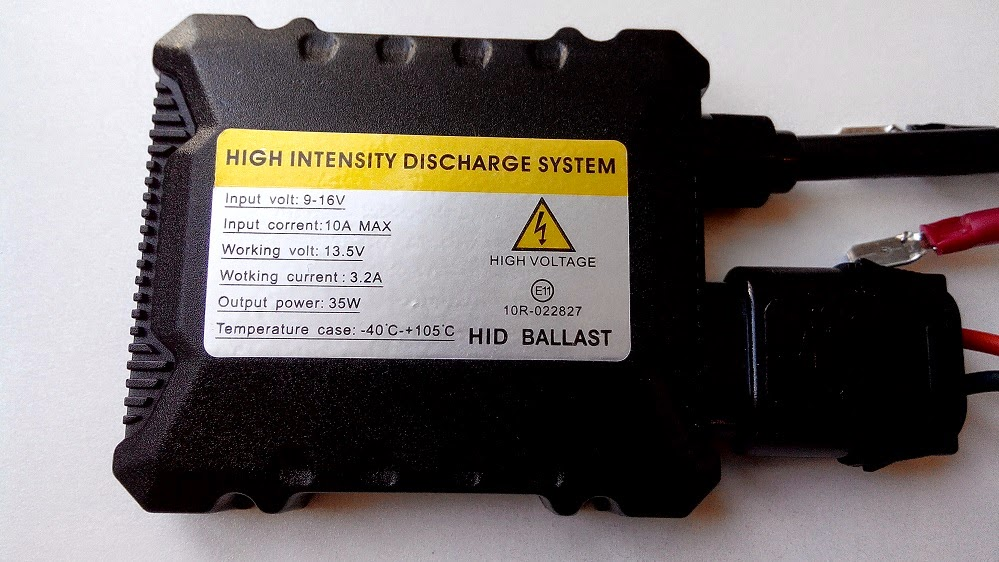 HIGH INTENSITY DISCHARGE SYSTEM
Input volt: 9-16V
Input corrent:10A MAX
Working volt: 13.5V
Wotking current : 3.2A
Output power: 35W
Temperature case: -40℃-+105℃
HIGH VOLTAGE
E11
10R-022827
HID BALLAST